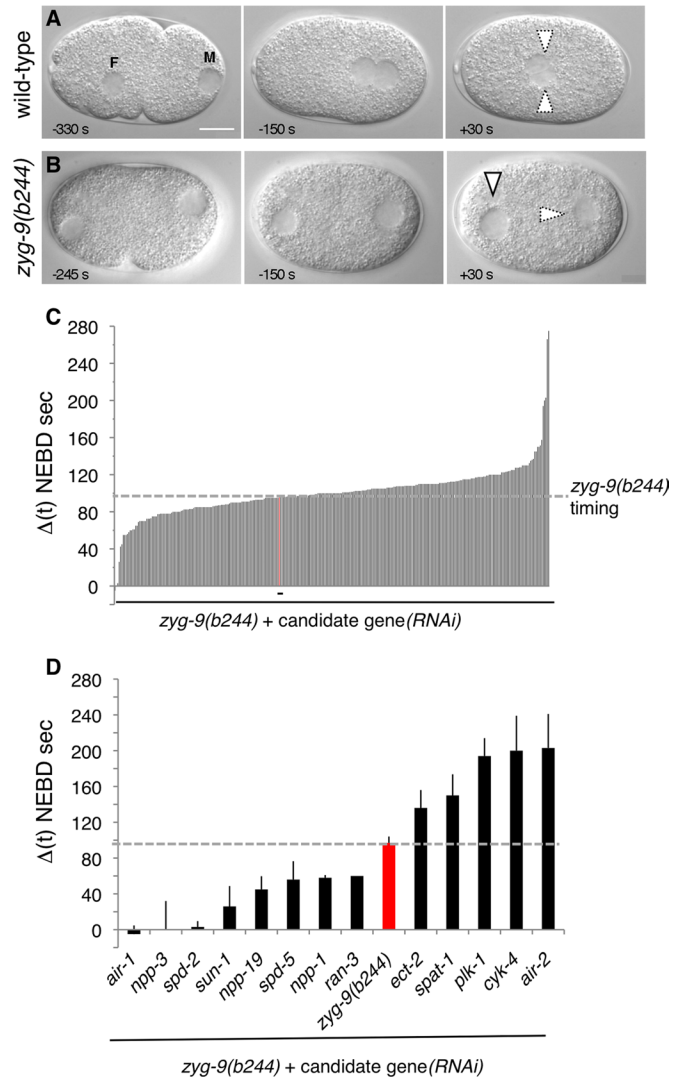 A
wild-type
F
M
-330 s
-150 s
+30 s
B
zyg-9(b244)
-245 s
-150 s
+30 s
C
Δ(t) NEBD sec
280
240
200
160
120
80
40
0
zyg-9(b244)
timing
zyg-9(b244) + candidate gene(RNAi)
D
Δ(t) NEBD sec
280
240
200
160
120
80
40
0
air-1
npp-3
spd-2
sun-1
npp-19
spd-5
npp-1
ran-3
zyg-9(b244)
ect-2
spat-1
plk-1
cyk-4
air-2
zyg-9(b244) + candidate gene(RNAi)